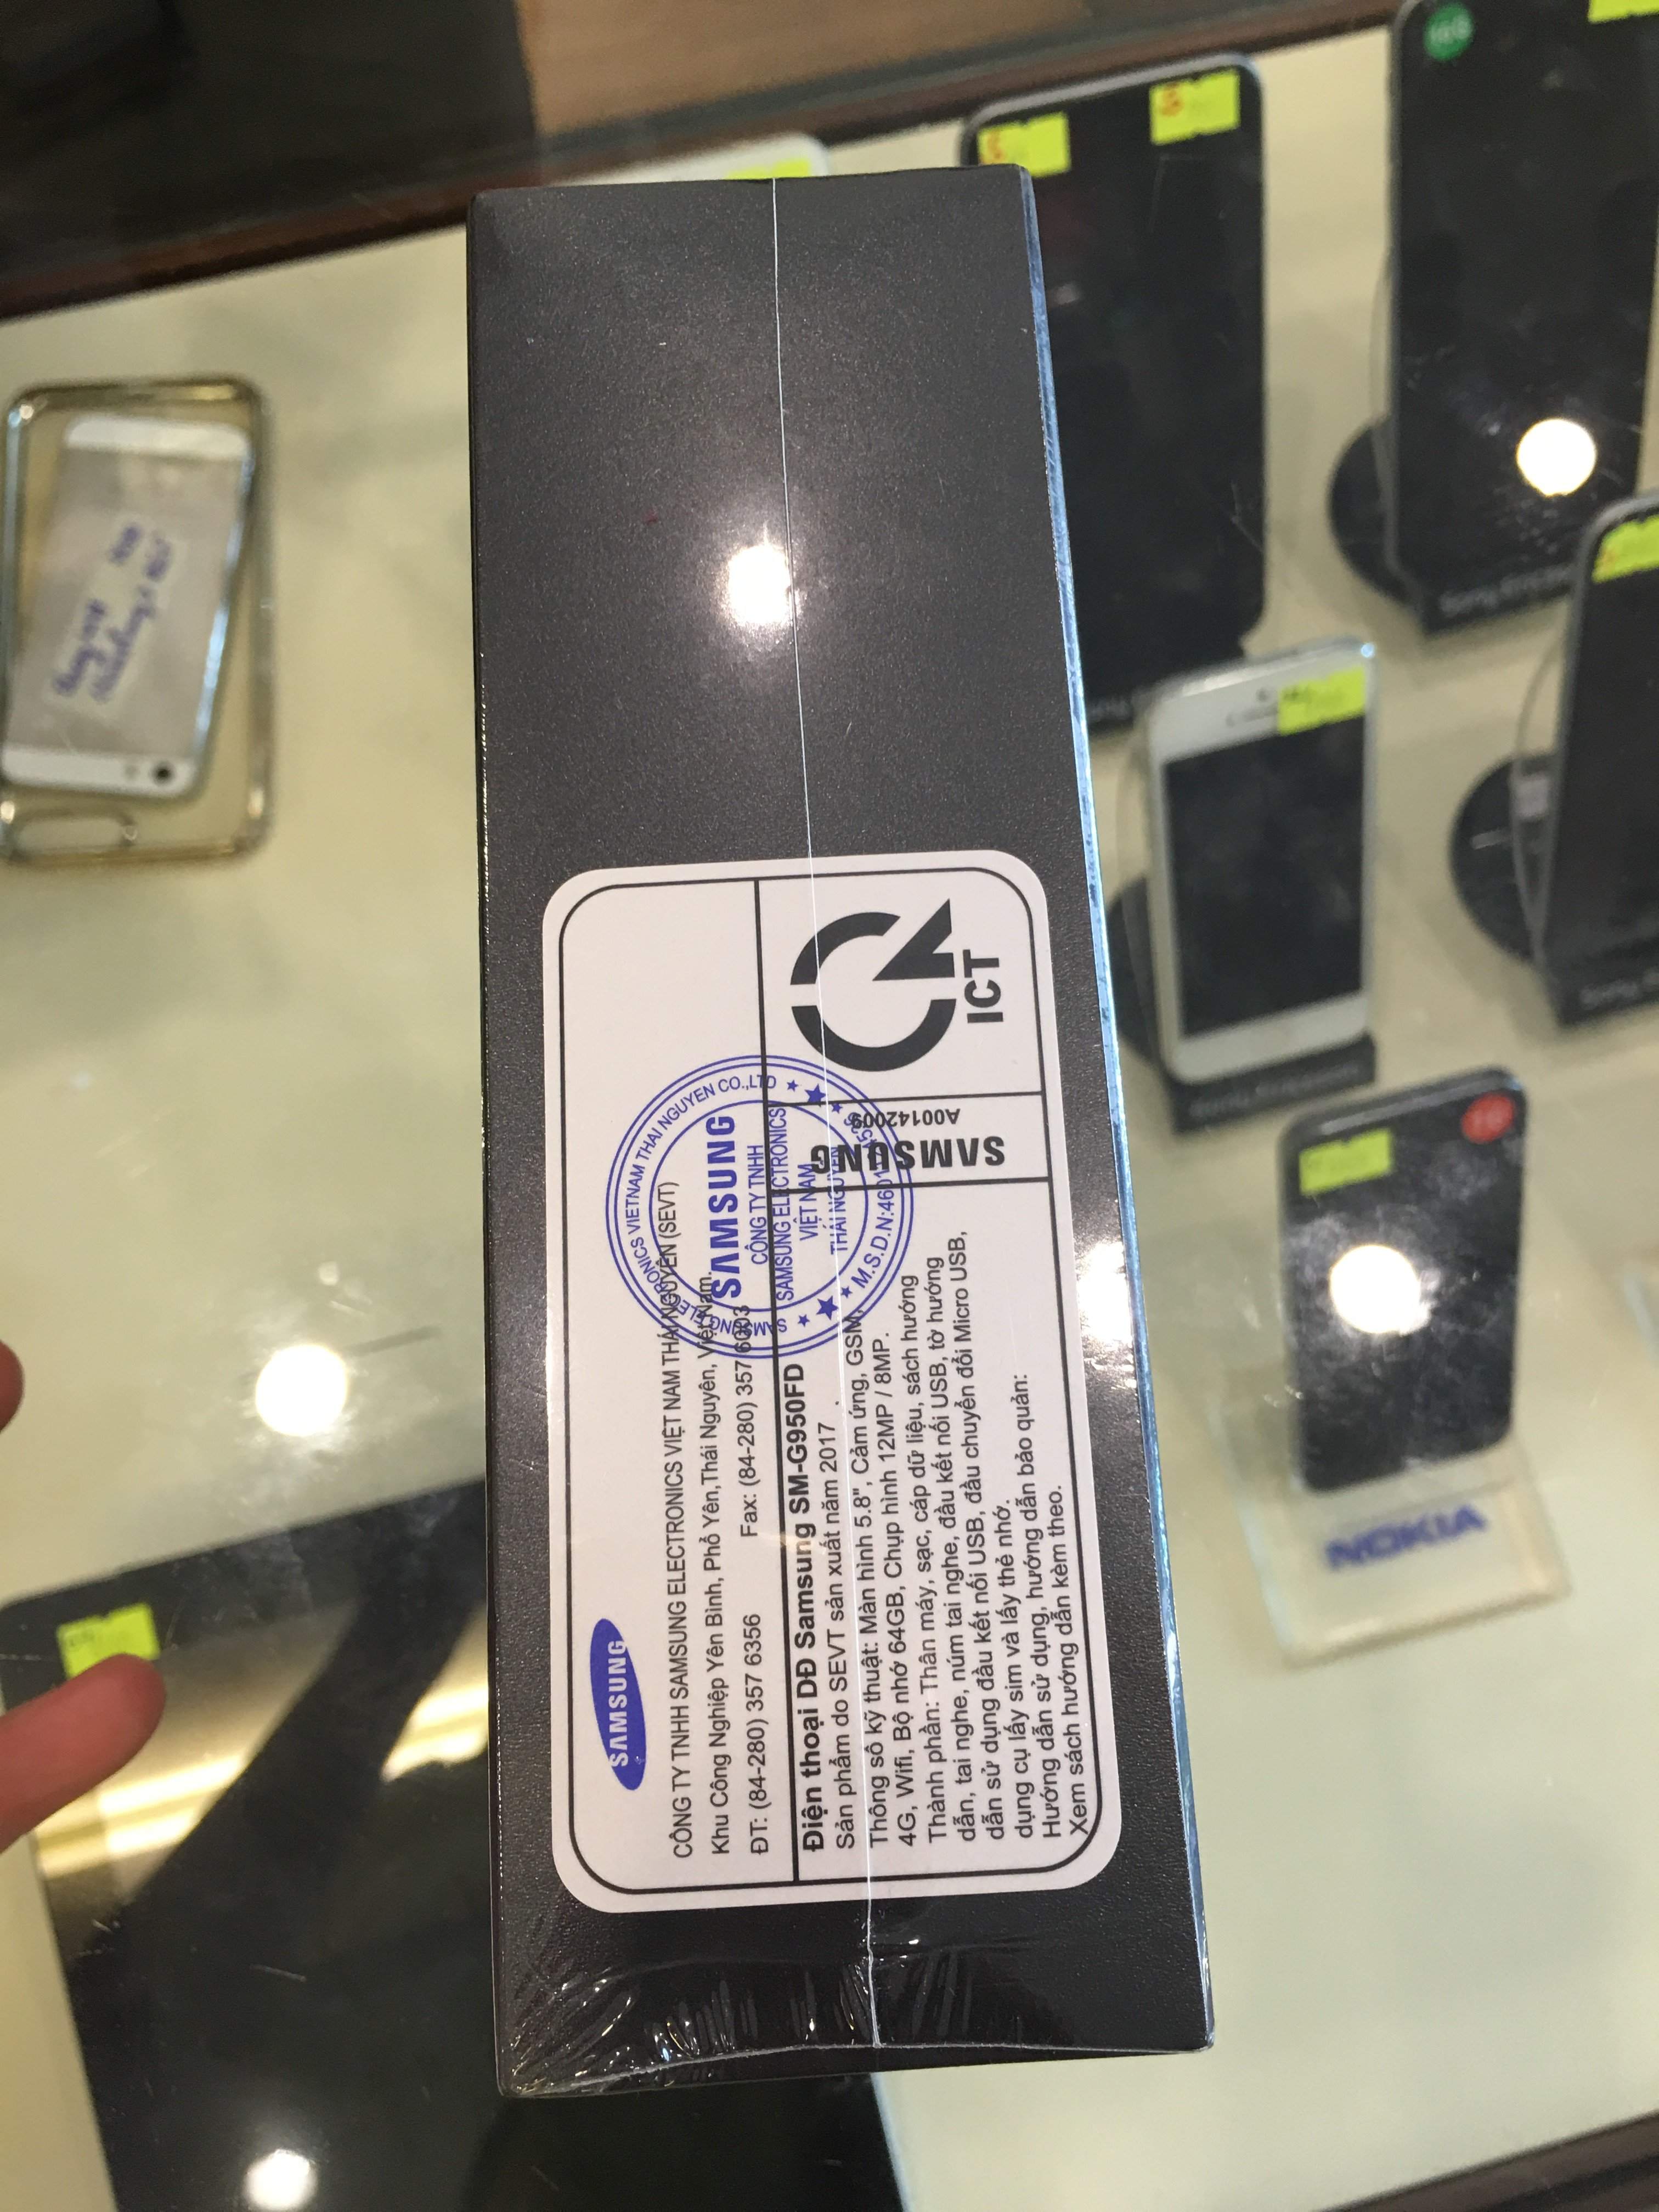 SAMSUNG
CÔNG TY TNHH SAMSUNG ELECTRONICS VIỆT NAM THÁI NGUYÊN (SEVT)
Khu Công Nghiệp Yên Bình, Phổ Yên, Thái Nguyên, Việt Nam.
ĐT: (84-280) 357 6356 Fax: (84-280) 357 6003
Điện thoại DĐ Samsung SM-G950FD
Sản phẩm do SEVT sản xuất năm 2017 .
Thông số kỹ thuật: Màn hình 5.8", Cảm ứng, GSM,
4G, Wifi, Bộ nhớ 64GB, Chụp hình 12MP / 8MP.
Thành phần: Thân máy, sạc, cáp dữ liệu, sách hướng
dẫn, tai nghe, núm tai nghe, đầu kết nối USB, tờ hướng
dẫn sử dụng đầu kết nối USB, đầu chuyển đổi Micro USB,
dụng cụ lấy sim và lấy thẻ nhớ.
Hướng dẫn sử dụng, hướng dẫn bảo quản:
Xem sách hướng dẫn kèm theo.
SAMSUNG ELECTRONICS VIETNAM THAI NGUYEN CO.,LTD
SAMSUNG
CÔNG TY TNHH
SAMSUNG ELECTRONICS
VIỆT NAM
THÁI NGUYÊN
M.S.D.N:
SAMSUNG
A00142009
ICT
NOKIA
Sony Ericsson
168